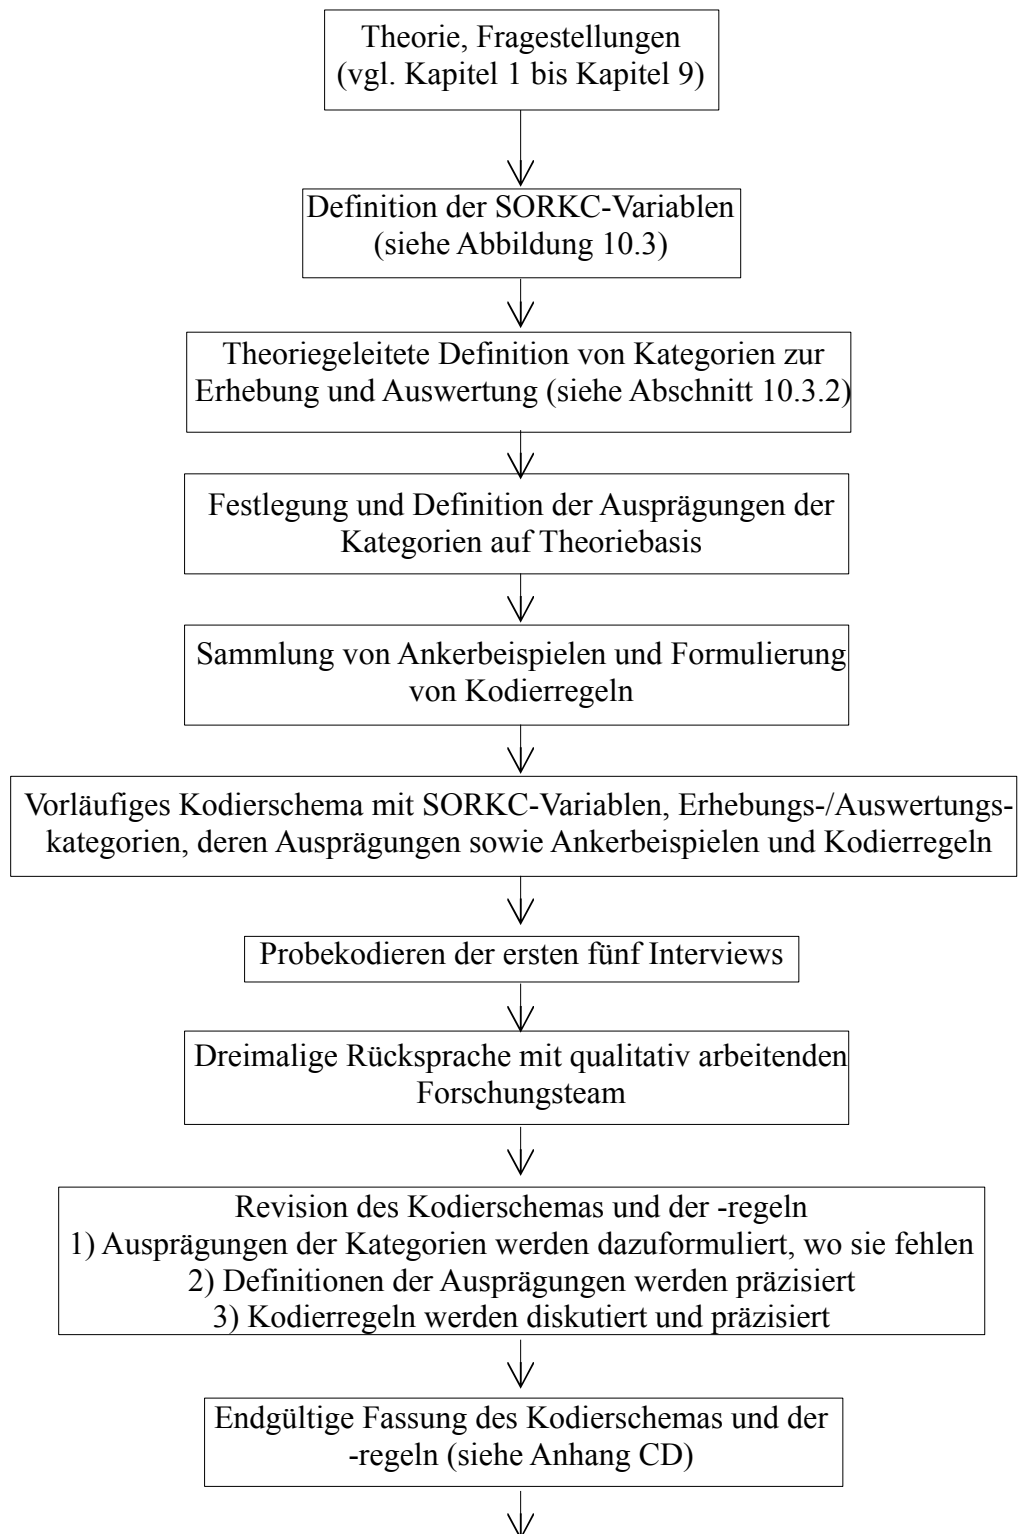 Theorie, Fragestellungen
(vgl. Kapitel 1 bis Kapitel 9)
Definition der SORKC-Variablen
(siehe Abbildung 10.3)
Theoriegeleitete Definition von Kategorien zur
Erhebung und Auswertung (siehe Abschnitt 10.3.2)
Festlegung und Definition der Ausprägungen der
Kategorien auf Theoriebasis
Sammlung von Ankerbeispielen und Formulierung
von Kodierregeln
Vorläufiges Kodierschema mit SORKC-Variablen, Erhebungs-/Auswertungs-
kategorien, deren Ausprägungen sowie Ankerbeispielen und Kodierregeln
Probekodieren der ersten fünf Interviews
Dreimalige Rücksprache mit qualitativ arbeitenden
Forschungsteam
Revision des Kodierschemas und der -regeln
1) Ausprägungen der Kategorien werden dazuformuliert, wo sie fehlen
2) Definitionen der Ausprägungen werden präzisiert
3) Kodierregeln werden diskutiert und präzisiert
Endgültige Fassung des Kodierschemas und der
-regeln (siehe Anhang CD)